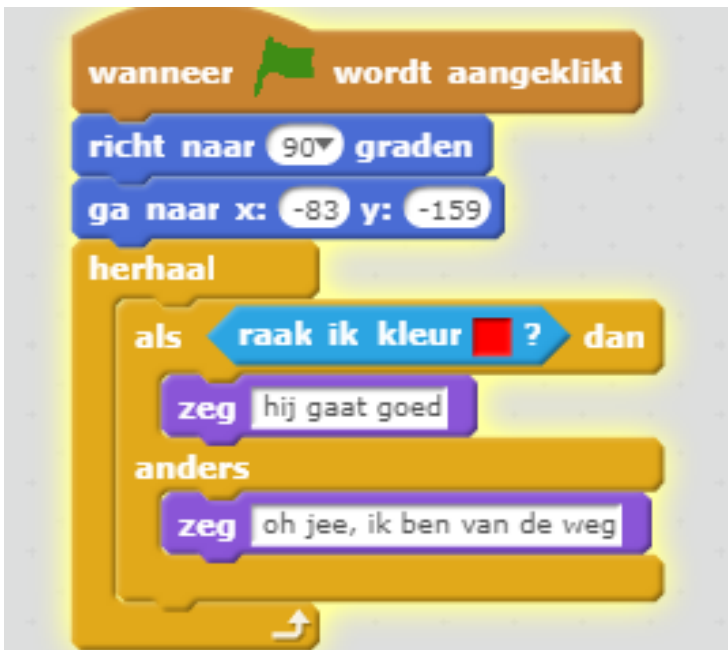 wanneer wordt aangeklikt
richt naar 90 graden
ga naar x: -83 y: -159
herhaal
als raak ik kleur ? dan
zeg hij gaat goed
anders
zeg oh jee, ik ben van de weg